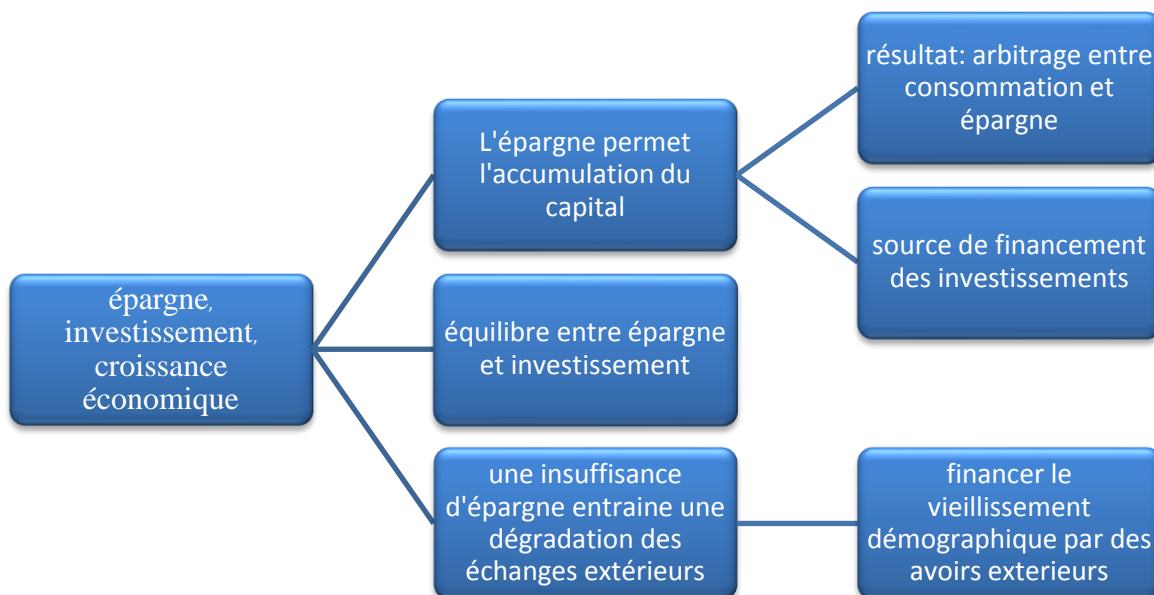 épargne,
investissement,
croissance
économique
L'épargne permet
l'accumulation du
capital
résultat: arbitrage entre
consommation et
épargne
source de financement
des investissements
équilibre entre épargne
et investissement
une insuffisance
d'épargne entraine une
dégradation des
échanges extérieurs
financer le
vieillissement
démographique par des
avoirs exterieurs